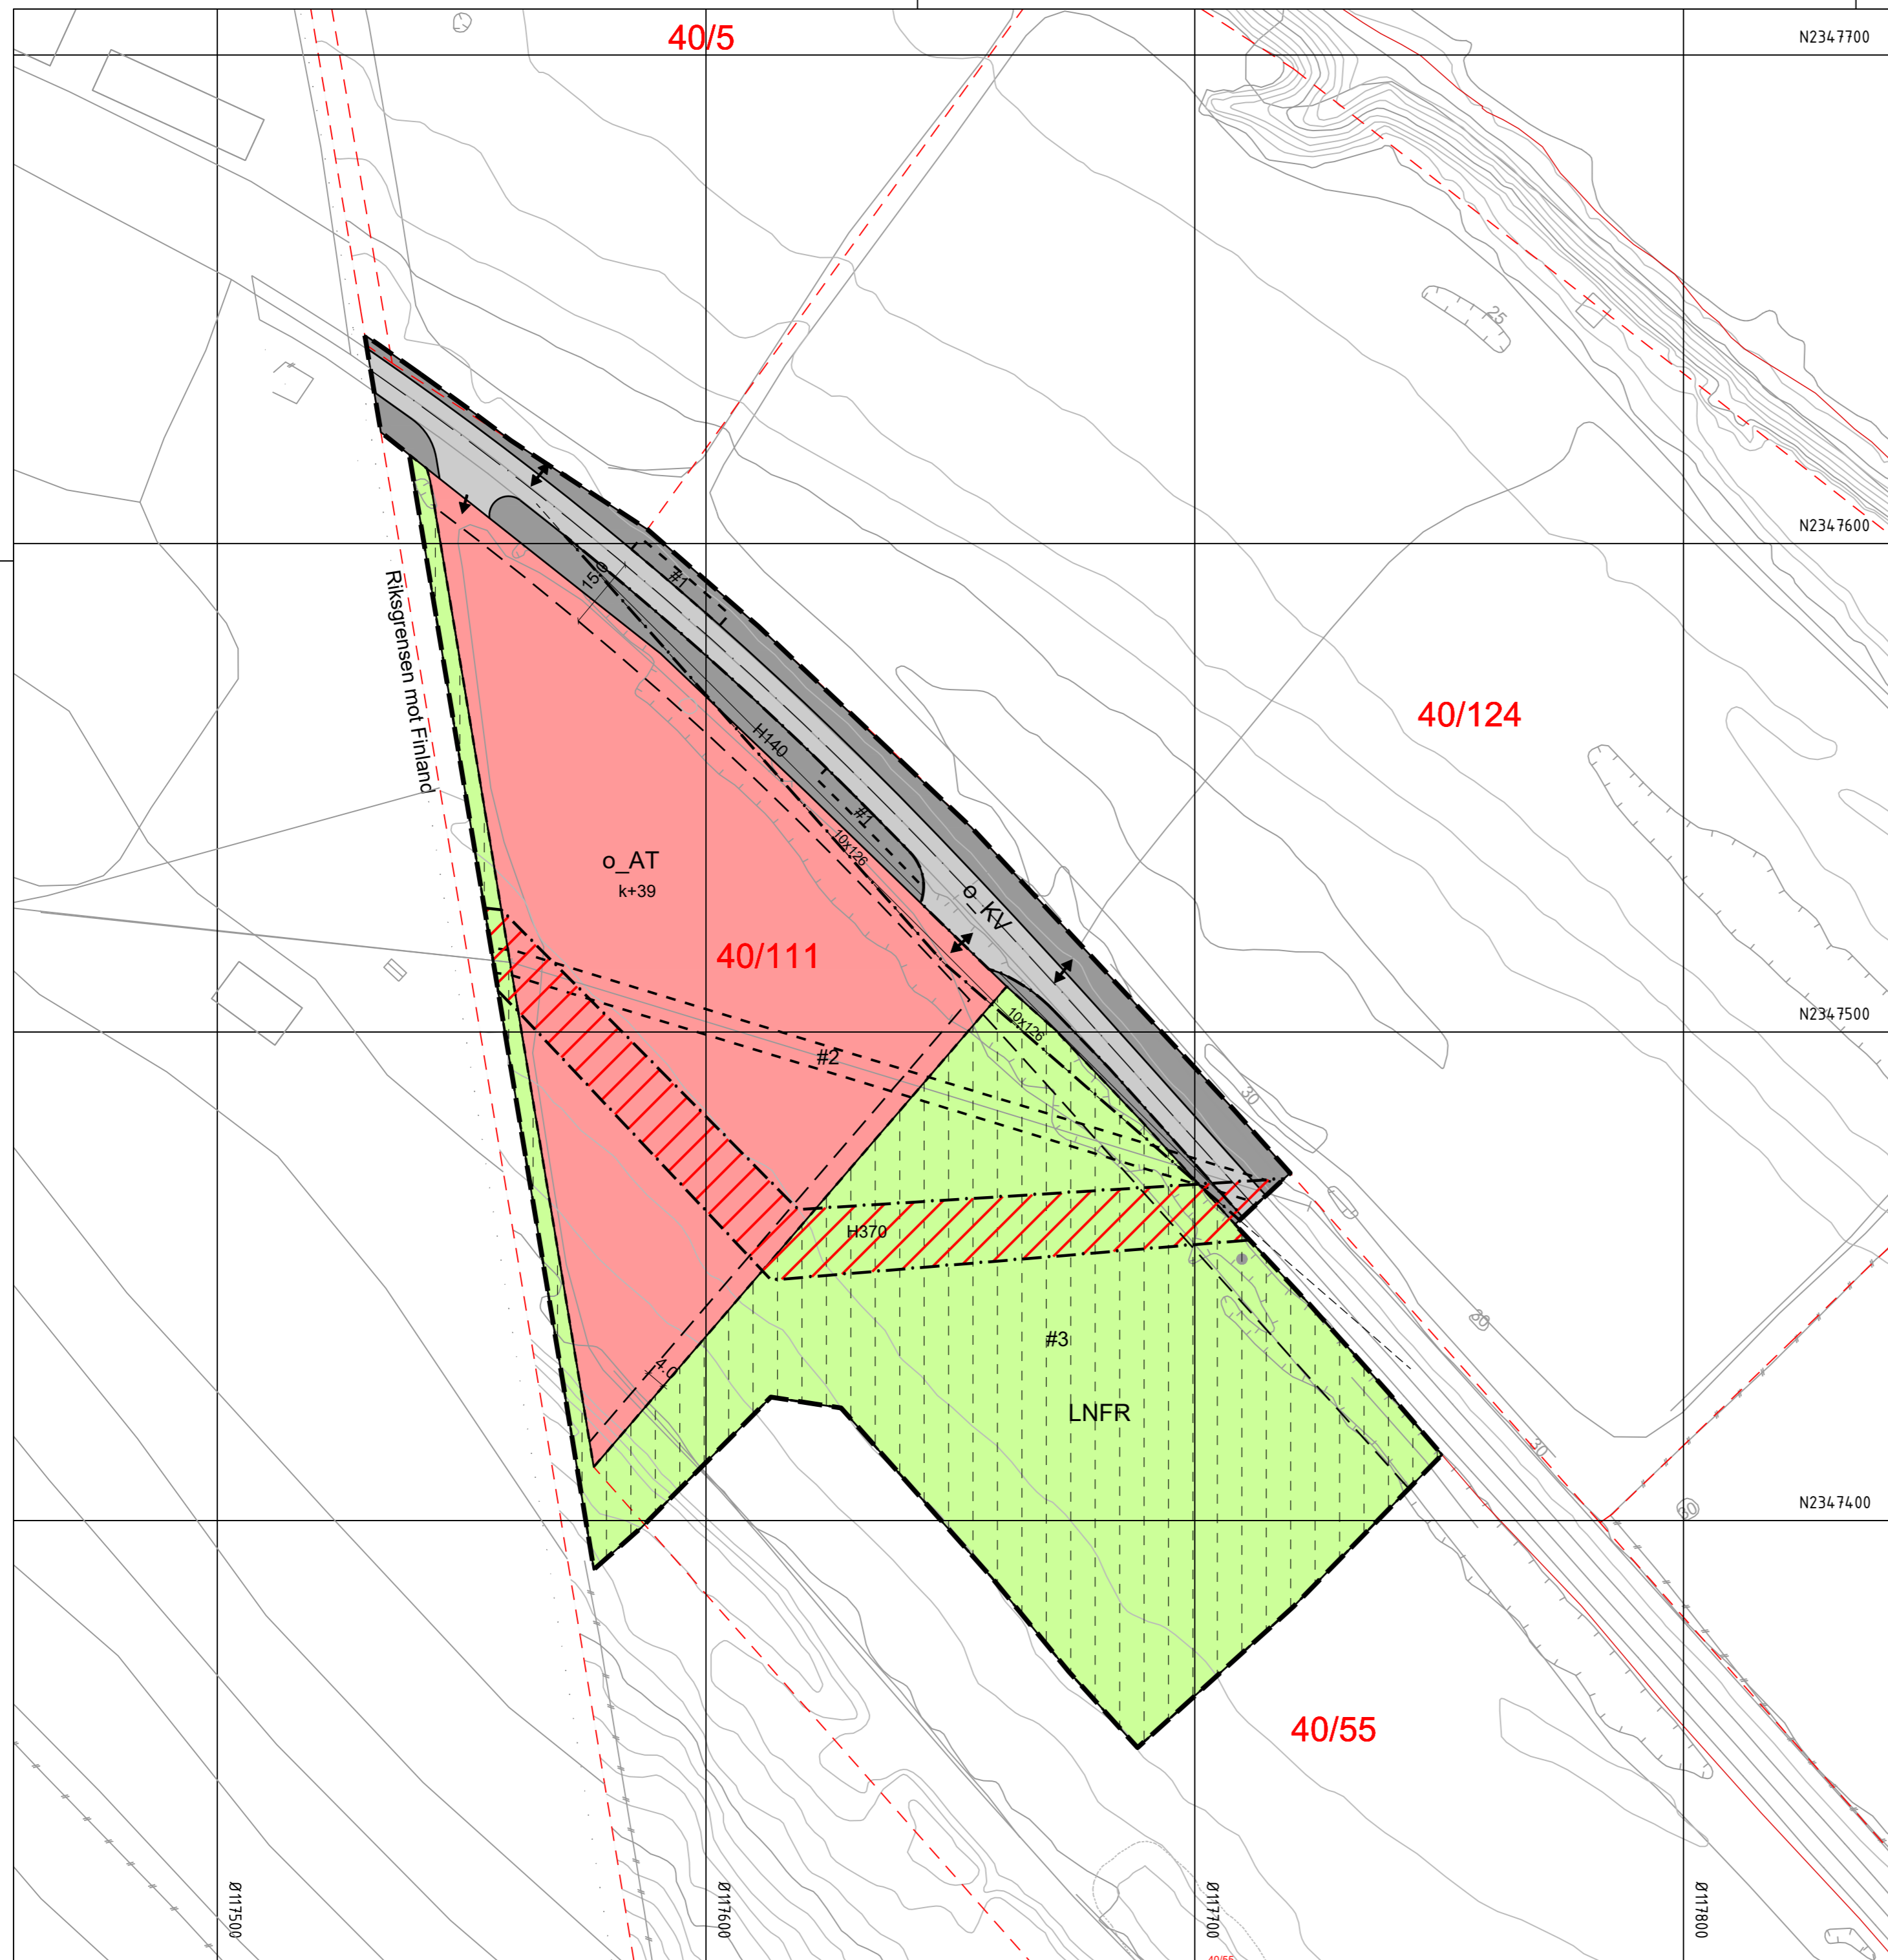 40/5
N2347700
25
15.0
#1
N2347600
Riksgrensen mot Finland
H140
#1
10x126
40/124
o_AT
k+39
o_KV
40/111
10x126
N2347500
#2
30
H370
30
#3
4.0
LNFR
30
N2347400
40/55
Ø117500
Ø117600
Ø117700
Ø117800
40/55